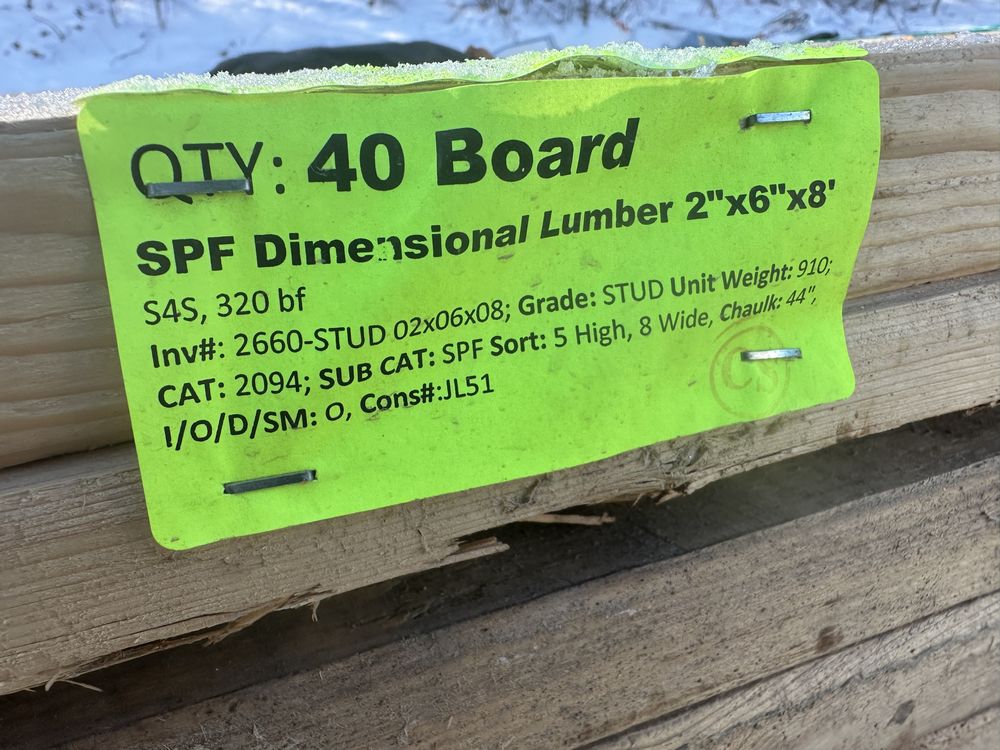 QTY: 40 Board
SPF Dimensional Lumber 2"x6"x8'
S4S, 320 bf
Inv#: 2660-STUD 02x06x08; Grade: STUD Unit Weight: 910;
CAT: 2094; SUB CAT: SPF Sort: 5 High, 8 Wide, Chaulk: 44",
I/O/D/SM: O, Cons#:JL51
CS